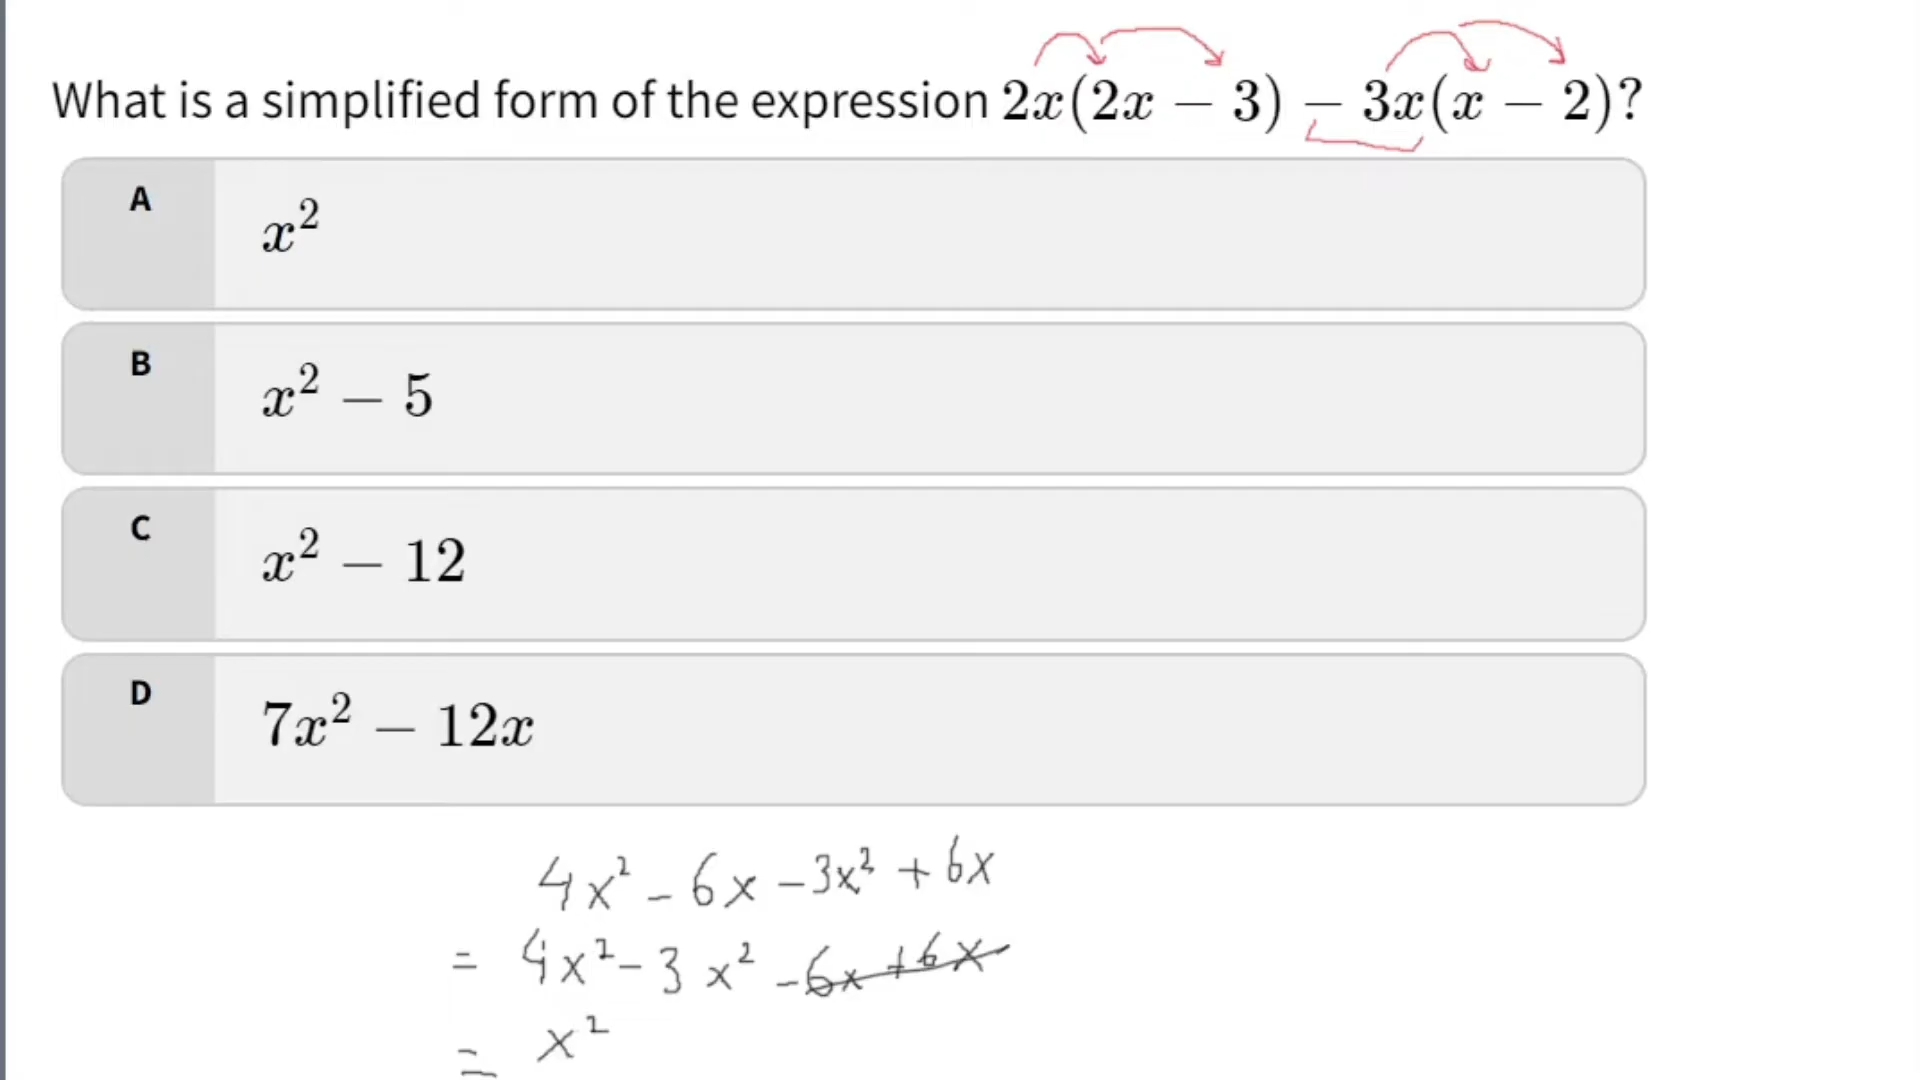 What is a simplified form of the expression 2x(2x − 3) − 3x(x − 2)?
A
x²
B
x² − 5
C
x² − 12
D
7x² − 12x
4x² − 6x − 3x² + 6x
= 4x² − 3x² − 6x + 6x
= x²